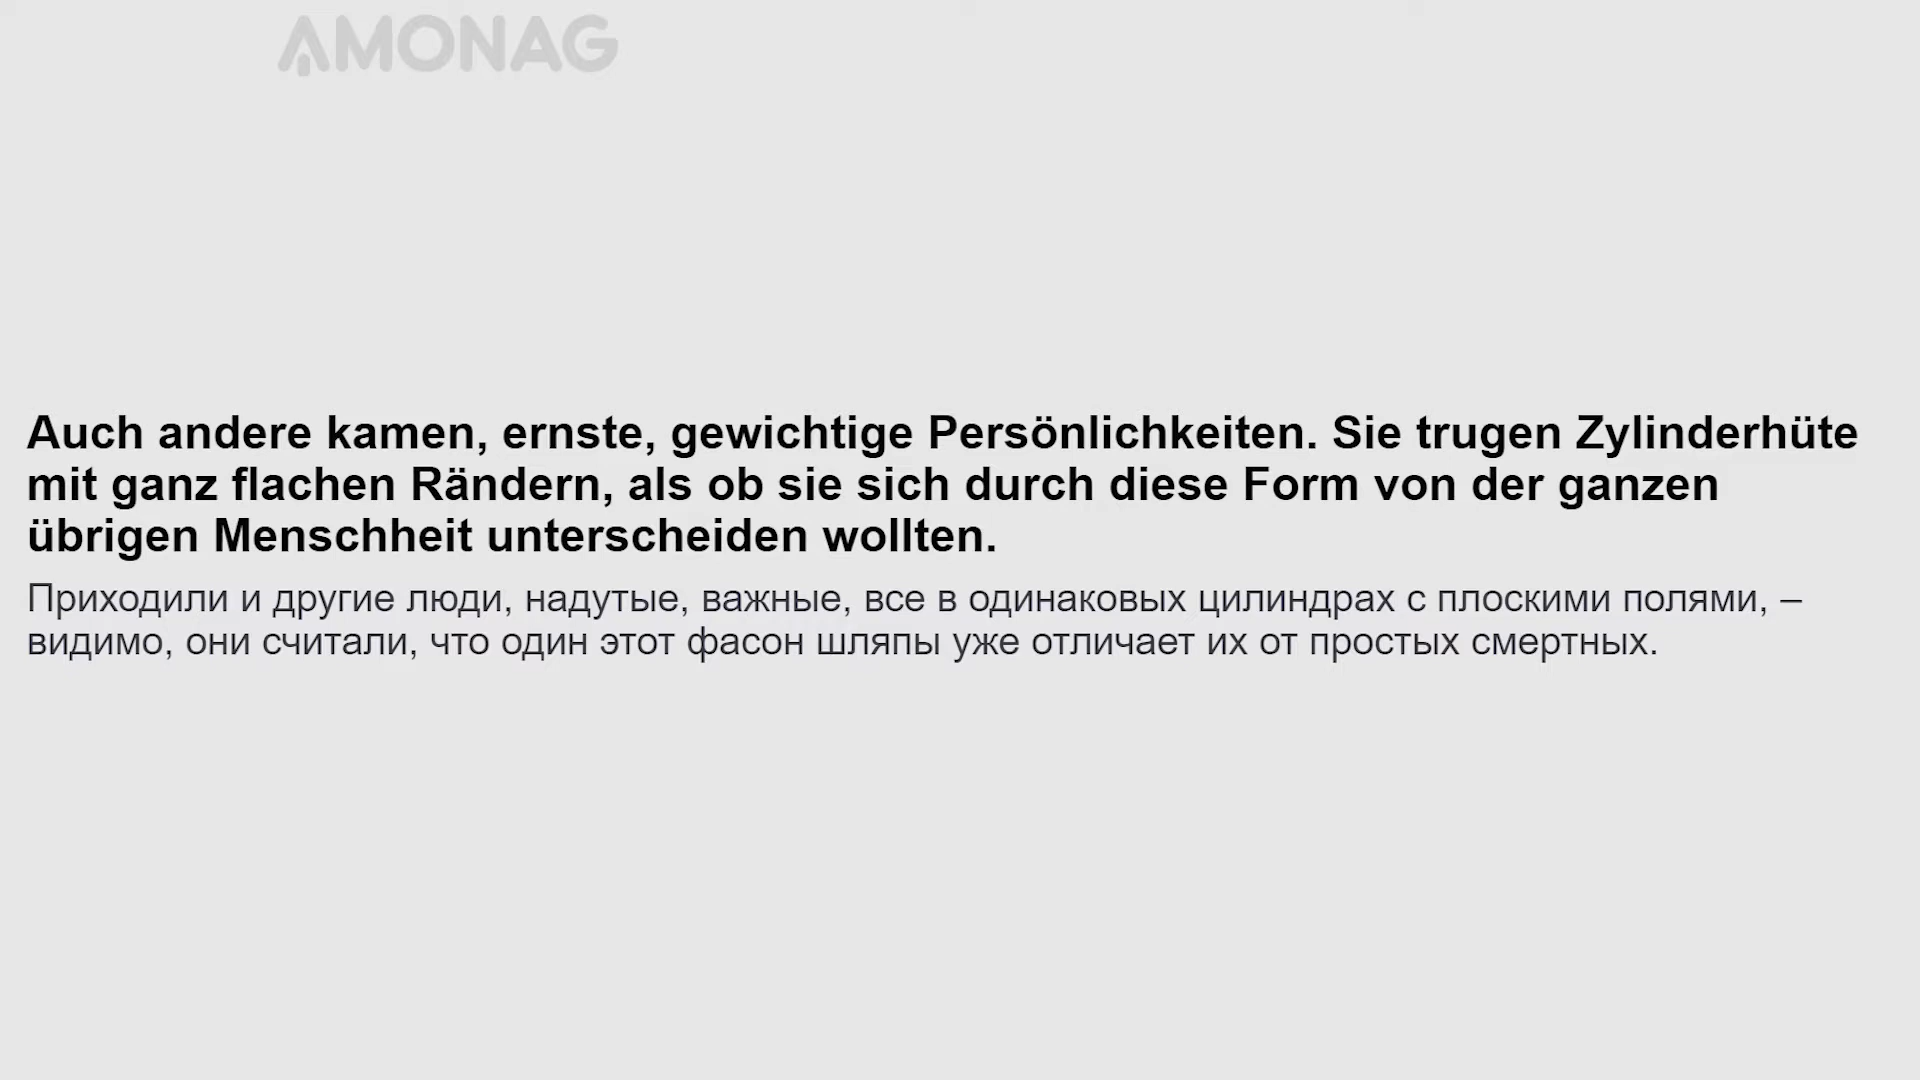 AMONAG
Auch andere kamen, ernste, gewichtige Persönlichkeiten. Sie trugen Zylinderhüte
mit ganz flachen Rändern, als ob sie sich durch diese Form von der ganzen
übrigen Menschheit unterscheiden wollten.
Приходили и другие люди, надутые, важные, все в одинаковых цилиндрах с плоскими полями, –
видимо, они считали, что один этот фасон шляпы уже отличает их от простых смертных.